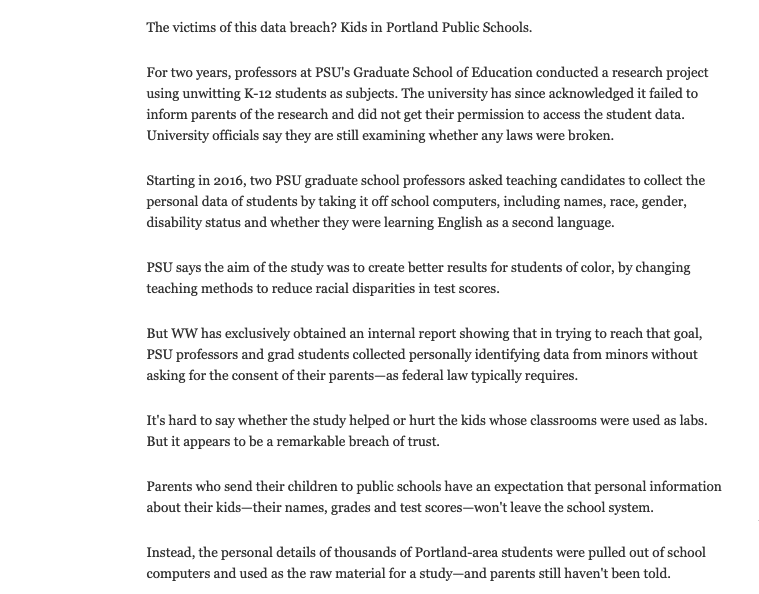 The victims of this data breach? Kids in Portland Public Schools.
For two years, professors at PSU's Graduate School of Education conducted a research project
using unwitting K-12 students as subjects. The university has since acknowledged it failed to
inform parents of the research and did not get their permission to access the student data.
University officials say they are still examining whether any laws were broken.
Starting in 2016, two PSU graduate school professors asked teaching candidates to collect the
personal data of students by taking it off school computers, including names, race, gender,
disability status and whether they were learning English as a second language.
PSU says the aim of the study was to create better results for students of color, by changing
teaching methods to reduce racial disparities in test scores.
But WW has exclusively obtained an internal report showing that in trying to reach that goal,
PSU professors and grad students collected personally identifying data from minors without
asking for the consent of their parents—as federal law typically requires.
It's hard to say whether the study helped or hurt the kids whose classrooms were used as labs.
But it appears to be a remarkable breach of trust.
Parents who send their children to public schools have an expectation that personal information
about their kids—their names, grades and test scores—won't leave the school system.
Instead, the personal details of thousands of Portland-area students were pulled out of school
computers and used as the raw material for a study—and parents still haven't been told.